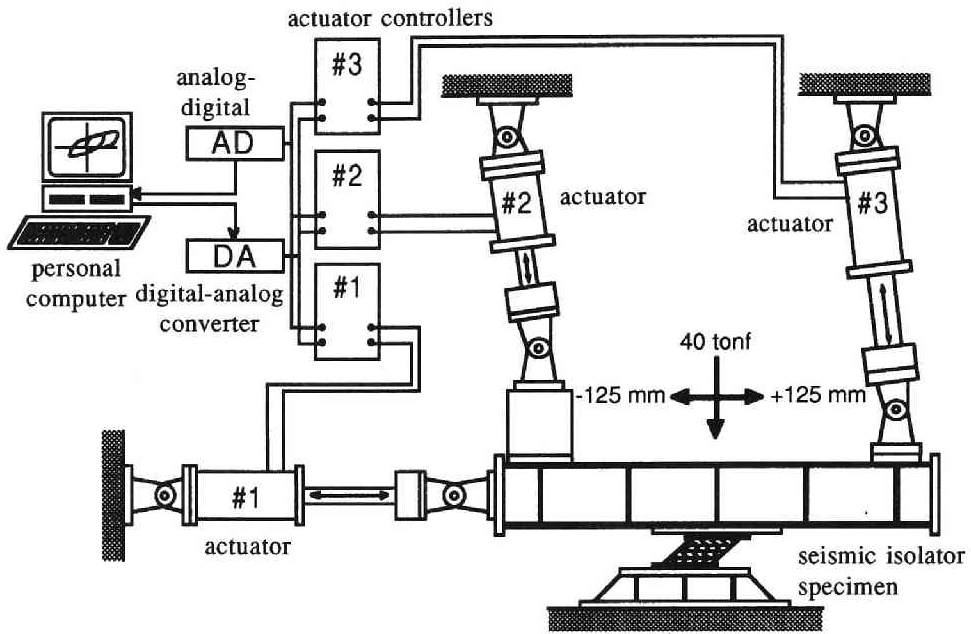 actuator controllers
#3
analog-
digital
AD
#2
DA
#1
personal
computer
digital-analog
converter
#2
actuator
#3
actuator
40 tonf
-125 mm
+125 mm
#1
actuator
seismic isolator
specimen